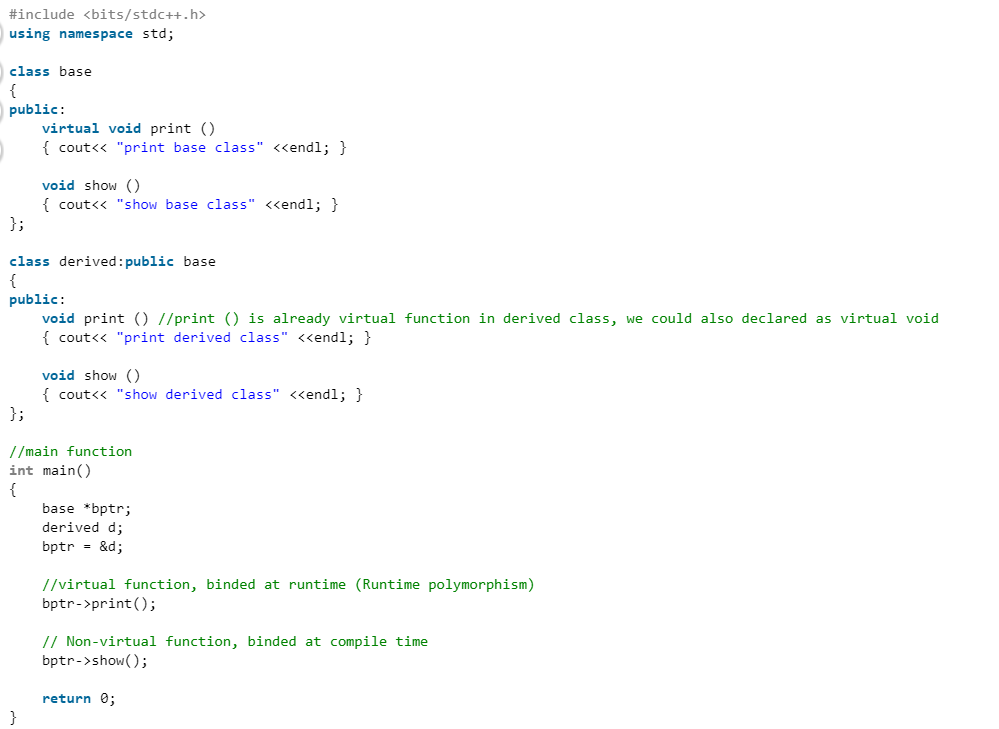 #include <bits/stdc++.h>
using namespace std;
class base
{
public:
    virtual void print ()
    { cout<< "print base class" <<endl; }
    void show ()
    { cout<< "show base class" <<endl; }
};
class derived:public base
{
public:
    void print () //print () is already virtual function in derived class, we could also declared as virtual void
    { cout<< "print derived class" <<endl; }
    void show ()
    { cout<< "show derived class" <<endl; }
};
//main function
int main()
{
    base *bptr;
    derived d;
    bptr = &d;
    //virtual function, binded at runtime (Runtime polymorphism)
    bptr->print();
    // Non-virtual function, binded at compile time
    bptr->show();
    return 0;
}